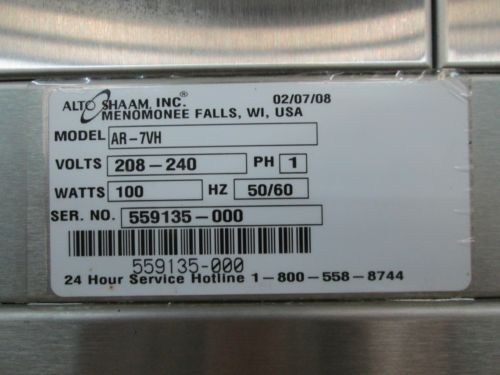 ALTO SHAAM, INC.® 02/07/08
MENOMONEE FALLS, WI, USA
MODEL AR-7VH
VOLTS 208-240 PH 1
WATTS 100 HZ 50/60
SER. NO. 559135-000
559135-000
24 Hour Service Hotline 1-800-558-8744